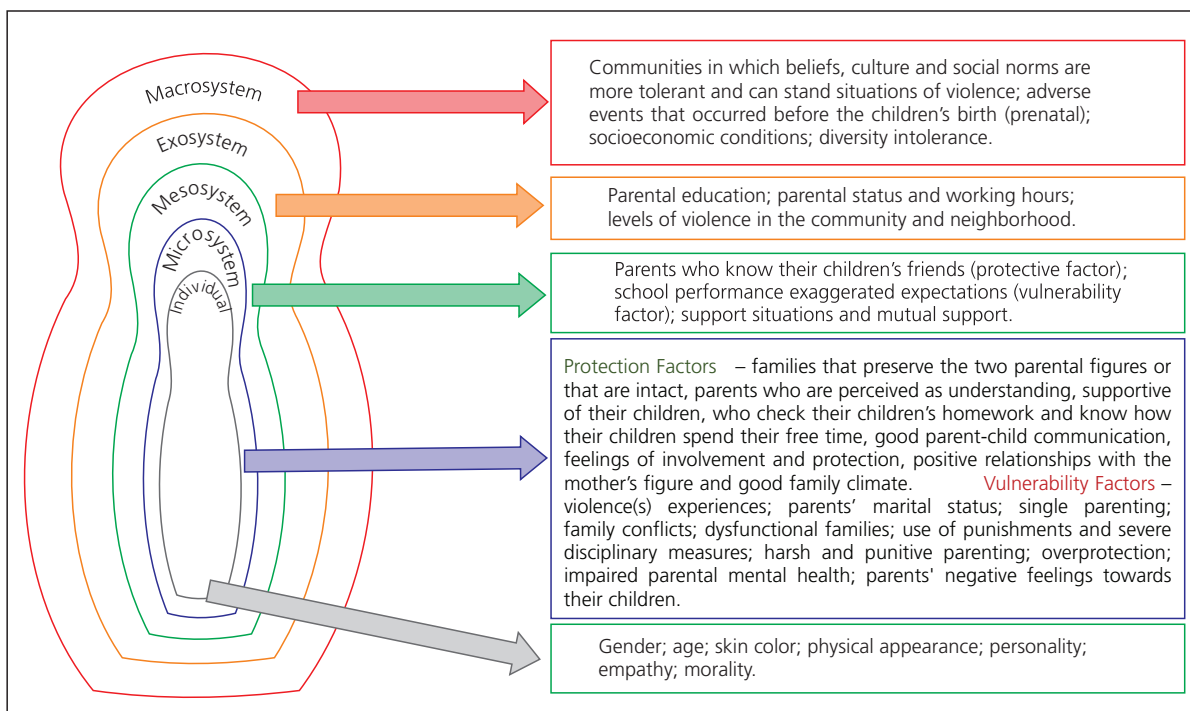 Macrosystem
Exosystem
Mesosystem
Microsystem
Individual
Communities in which beliefs, culture and social norms are
more tolerant and can stand situations of violence; adverse
events that occurred before the children's birth (prenatal);
socioeconomic conditions; diversity intolerance.
Parental education; parental status and working hours;
levels of violence in the community and neighborhood.
Parents who know their children's friends (protective factor);
school performance exaggerated expectations (vulnerability
factor); support situations and mutual support.
Protection Factors – families that preserve the two parental figures or
that are intact, parents who are perceived as understanding, supportive
of their children, who check their children's homework and know how
their children spend their free time, good parent-child communication,
feelings of involvement and protection, positive relationships with the
mother's figure and good family climate. Vulnerability Factors –
violence(s) experiences; parents' marital status; single parenting;
family conflicts; dysfunctional families; use of punishments and severe
disciplinary measures; harsh and punitive parenting; overprotection;
impaired parental mental health; parents' negative feelings towards
their children.
Gender; age; skin color; physical appearance; personality;
empathy; morality.